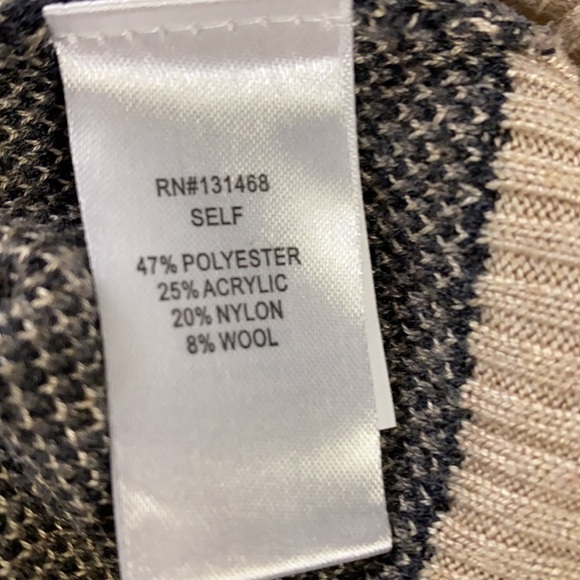 RN#131468
SELF
47% POLYESTER
25% ACRYLIC
20% NYLON
8% WOOL